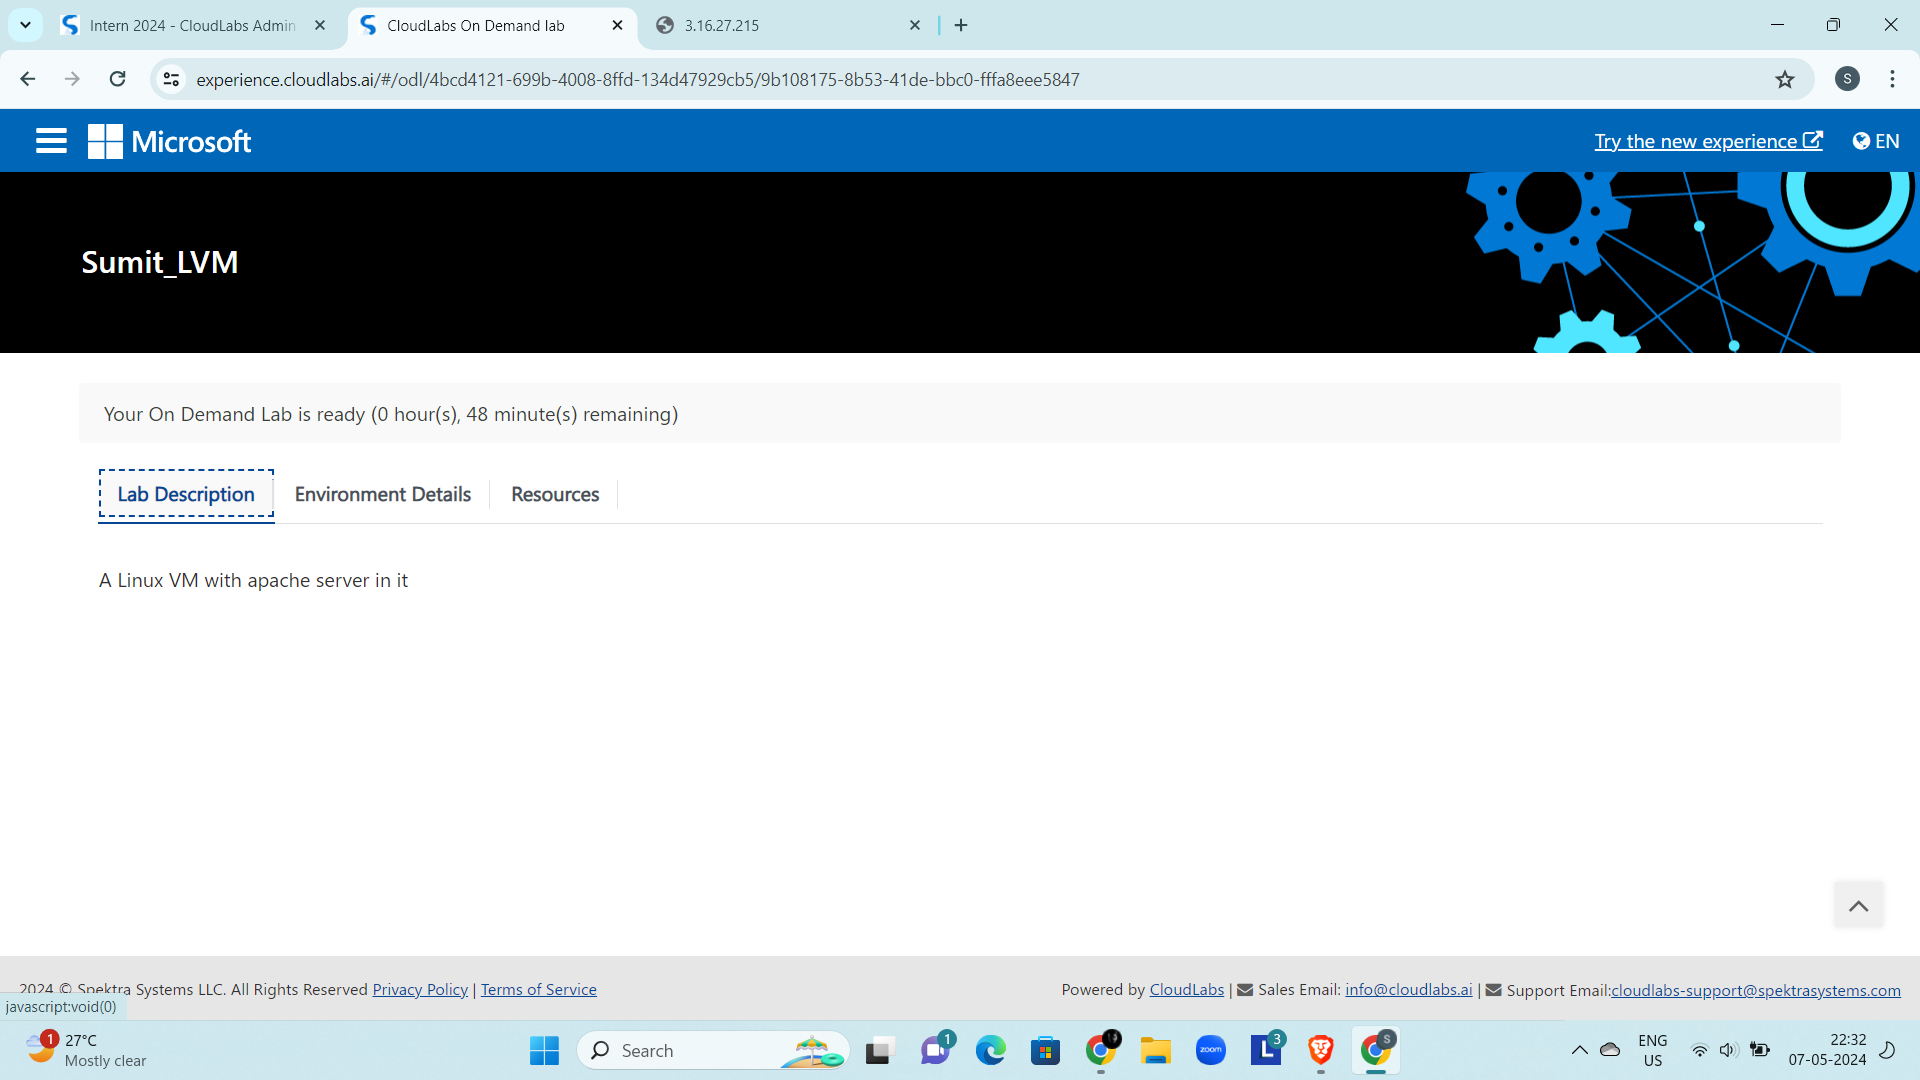 Intern 2024 - CloudLabs Admin
CloudLabs On Demand lab
3.16.27.215
experience.cloudlabs.ai/#/odl/4bcd4121-699b-4008-8ffd-134d47929cb5/9b108175-8b53-41de-bbc0-fffa8eee5847
S
Microsoft
Try the new experience
EN
Sumit_LVM
Your On Demand Lab is ready (0 hour(s), 48 minute(s) remaining)
Lab Description
Environment Details
Resources
A Linux VM with apache server in it
2024 © Spektra Systems LLC. All Rights Reserved Privacy Policy | Terms of Service
Powered by CloudLabs | Sales Email: info@cloudlabs.ai | Support Email:cloudlabs-support@spektrasystems.com
javascript:void(0)
1
27°C
Mostly clear
Search
1
zoom
L
3
S
ENG
US
22:32
07-05-2024